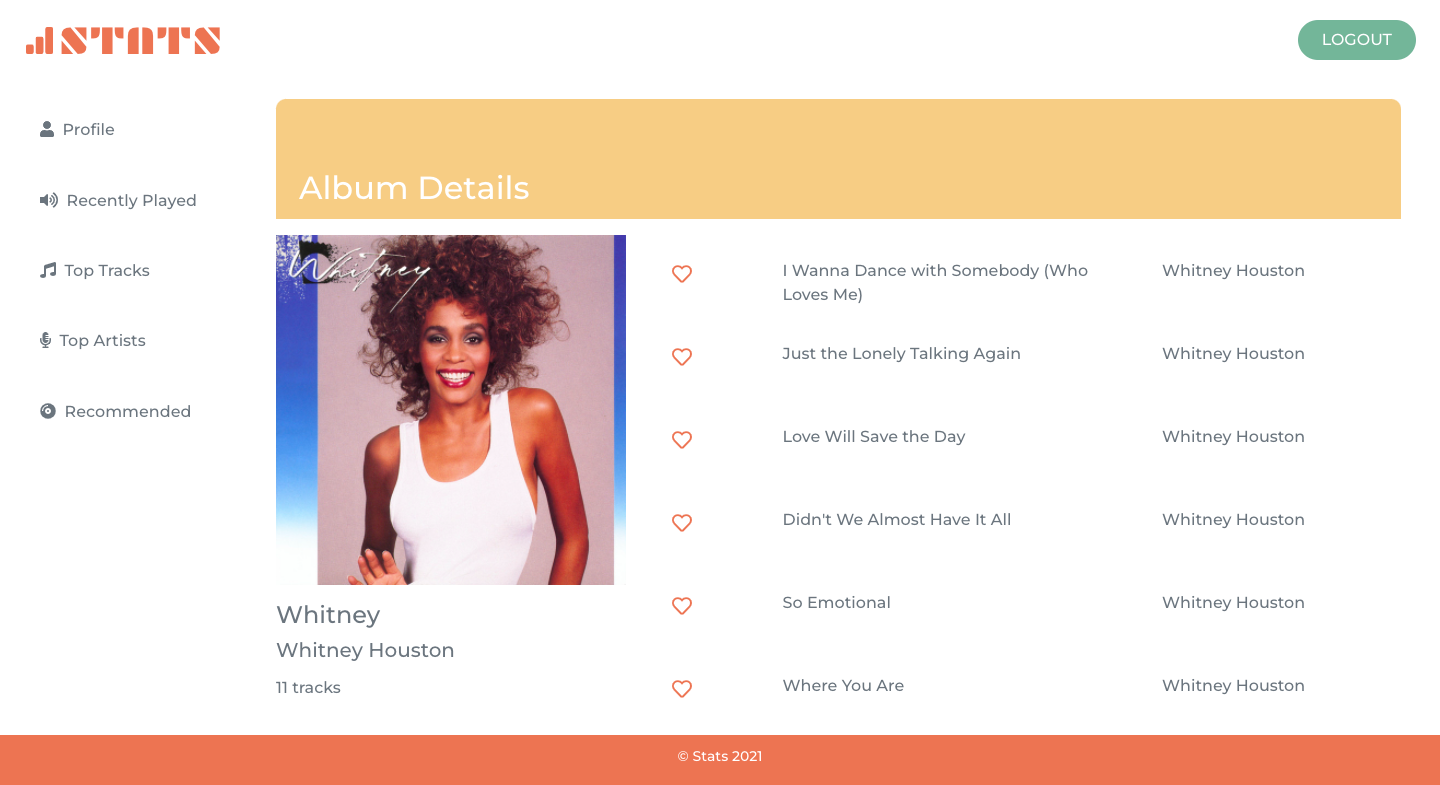 STATS
LOGOUT
Profile
Recently Played
Top Tracks
Top Artists
Recommended
Album Details
Whitney
Whitney
Whitney Houston
11 tracks
I Wanna Dance with Somebody (Who
Loves Me)
Whitney Houston
Just the Lonely Talking Again
Whitney Houston
Love Will Save the Day
Whitney Houston
Didn't We Almost Have It All
Whitney Houston
So Emotional
Whitney Houston
Where You Are
Whitney Houston
© Stats 2021